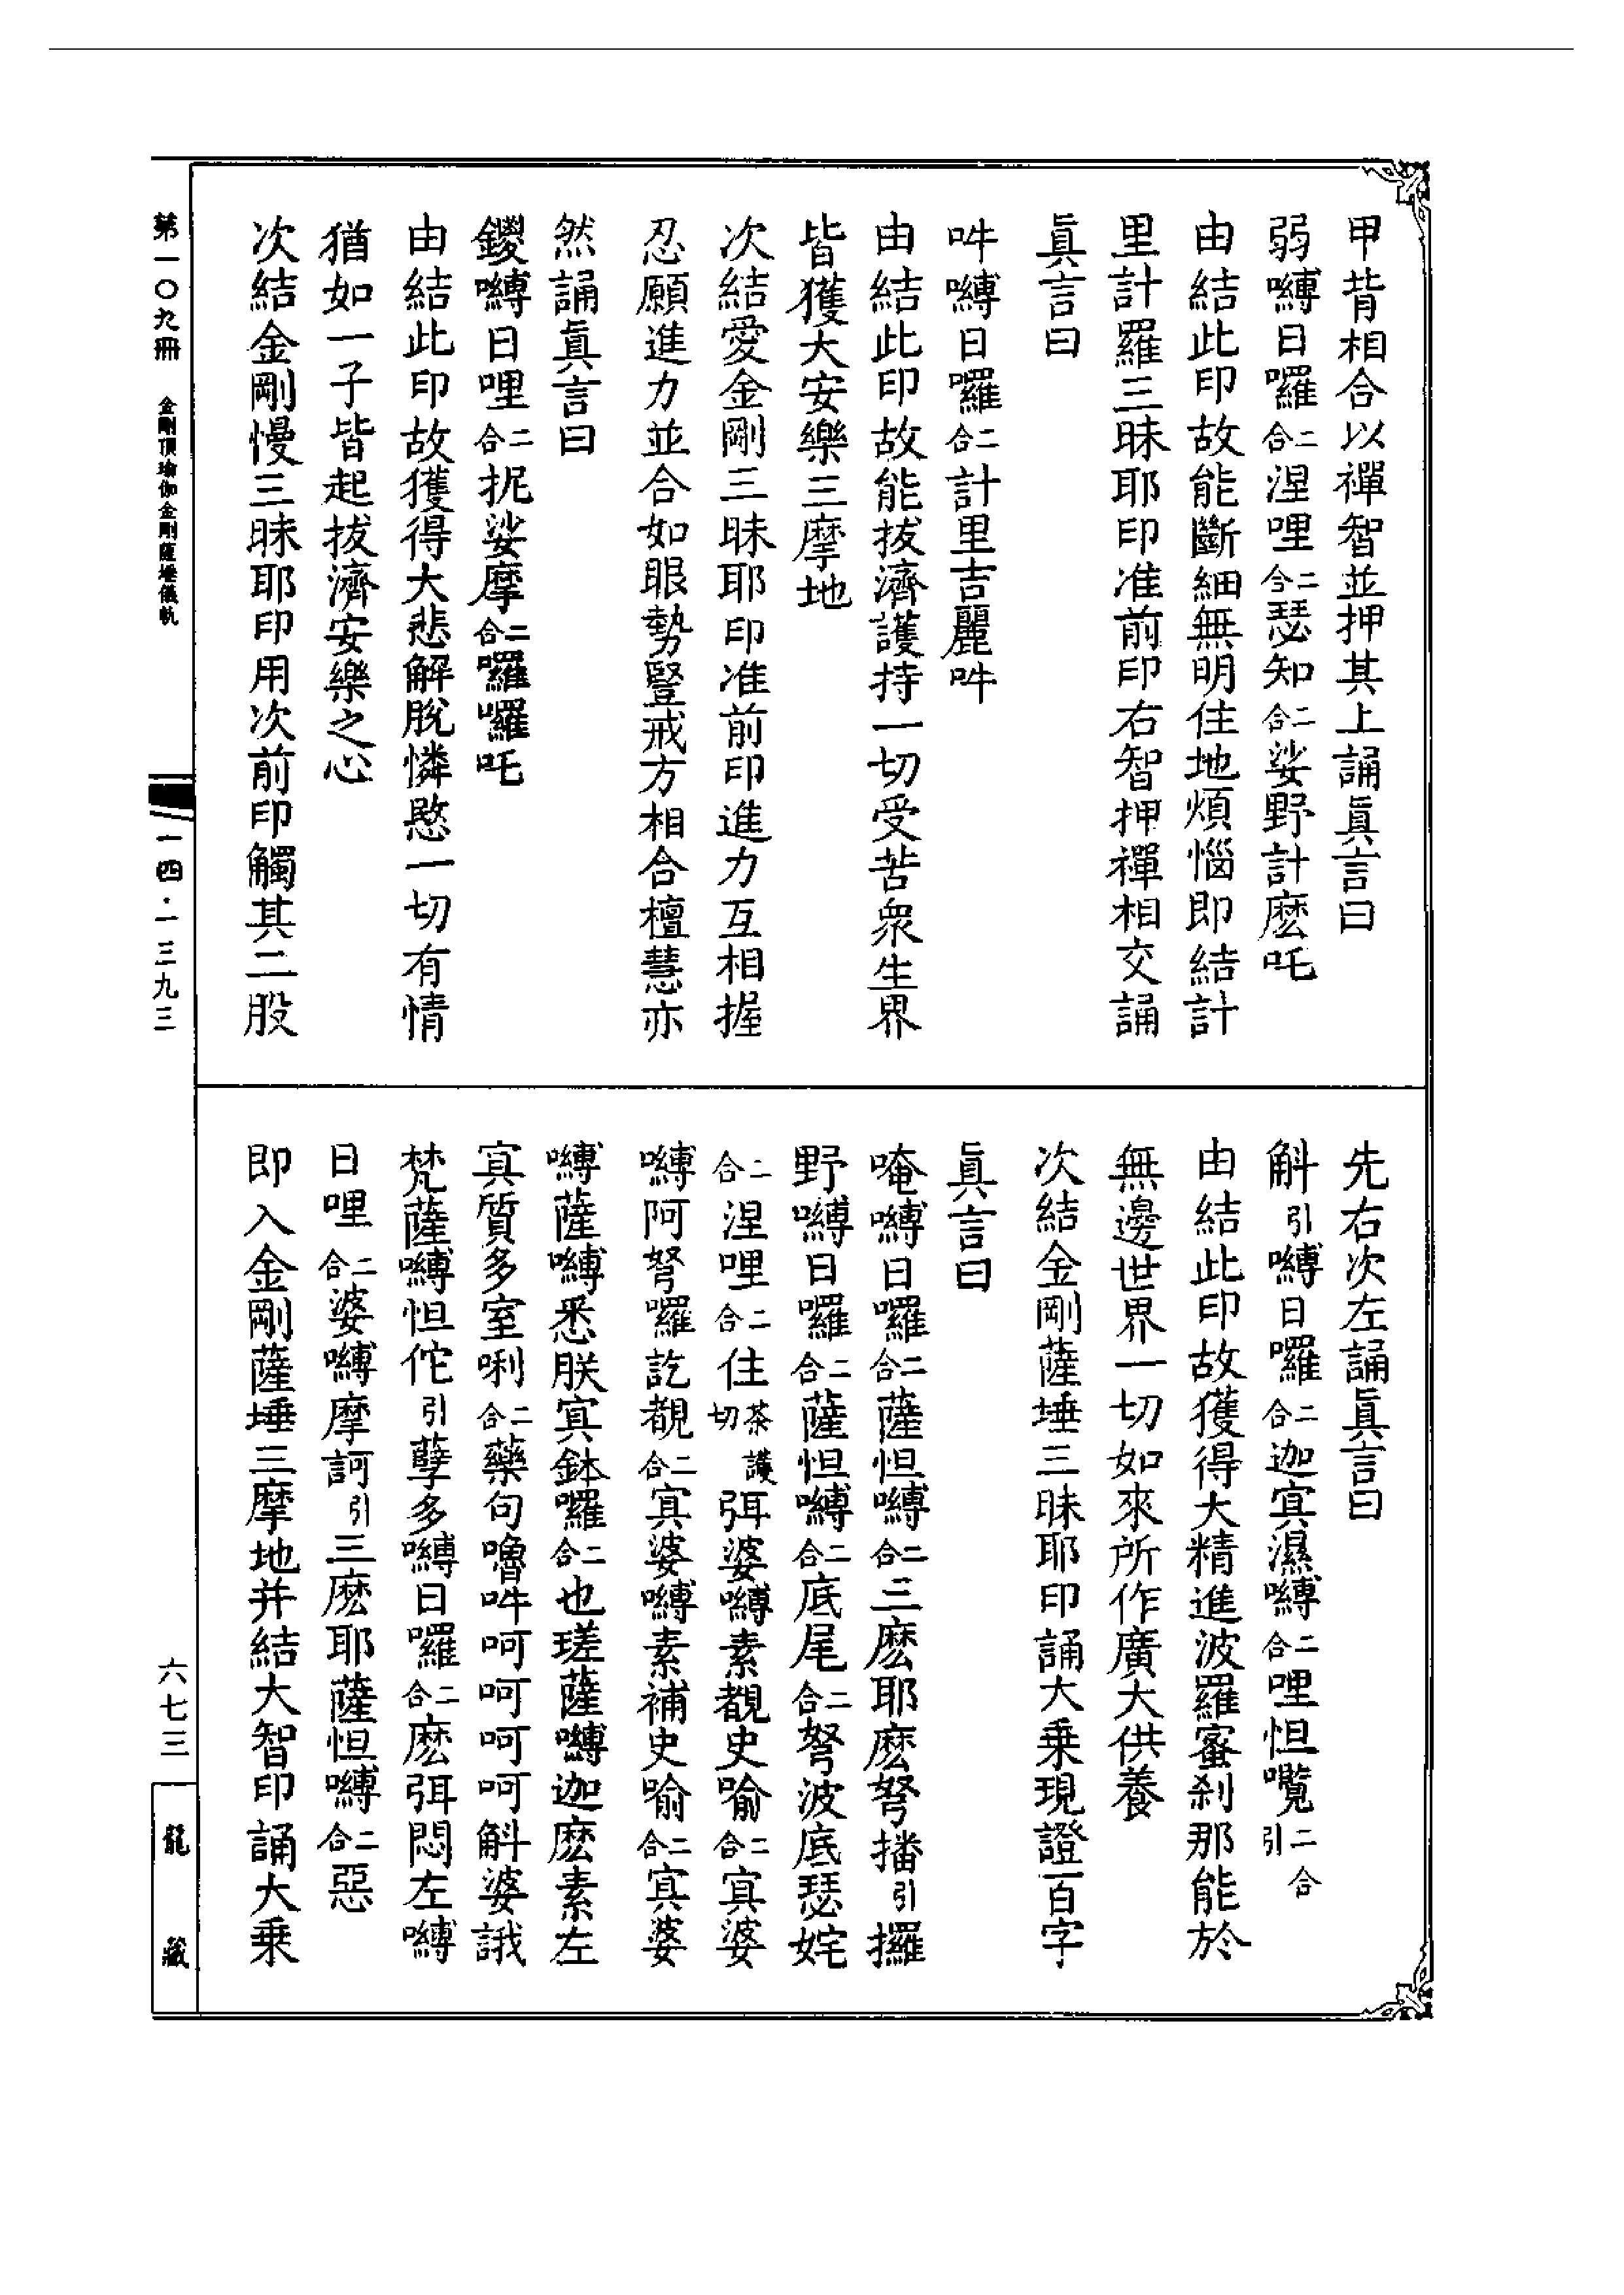 甲背相合以禪智並押其上誦眞言曰
弱嚩日囉二合涅哩二合瑟知二合娑野計麼吒
由結此印故能斷細無明住地煩惱即結計
里計羅三昧耶印准前印右智押禪相交誦
眞言曰
吽嚩日囉二合計里吉麗吽
由結此印故能拔濟護持一切受苦衆生界
皆獲大安樂三摩地
次結愛金剛三昧耶印准前印進力互相握
忍願進力並合如眼勢豎戒方相合檀慧亦
然誦眞言曰
鑁嚩日哩二合抳娑摩二合囉囉吒
由結此印故獲得大悲解脫憐愍一切有情
猶如一子皆起拔濟安樂之心
次結金剛慢三昧耶印用次前印觸其二股
先右次左誦眞言曰
斛引嚩日囉二合迦寘濕嚩二合哩怛囕二合引
由結此印故獲得大精進波羅蜜刹那能於
無邊世界一切如來所作廣大供養
次結金剛薩埵三昧耶印誦大乗現證百字
眞言曰
唵嚩日囉二合薩怛嚩二合三麼耶麼弩播引攞
野嚩日囉二合薩怛嚩二合底尾二合弩波底瑟姹
二合涅哩二合住茶護切弭婆嚩素覩史喻二合寘婆
嚩阿弩囉訖覩二合寘婆嚩素補史喻二合寘婆
嚩薩嚩悉朕寘鉢囉二合也瑳薩嚩迦麼素左
寘質多室唎二合藥句嚕吽呵呵呵呵斛婆誐
梵薩嚩怛佗引孽多嚩日囉二合麼弭悶左嚩
日哩二合婆嚩摩訶引三麼耶薩怛嚩二合惡
即入金剛薩埵三摩地并結大智印誦大乗
第一〇九冊 金剛頂瑜伽金剛薩埵儀軌
一四·一三九三
六七三
龍藏